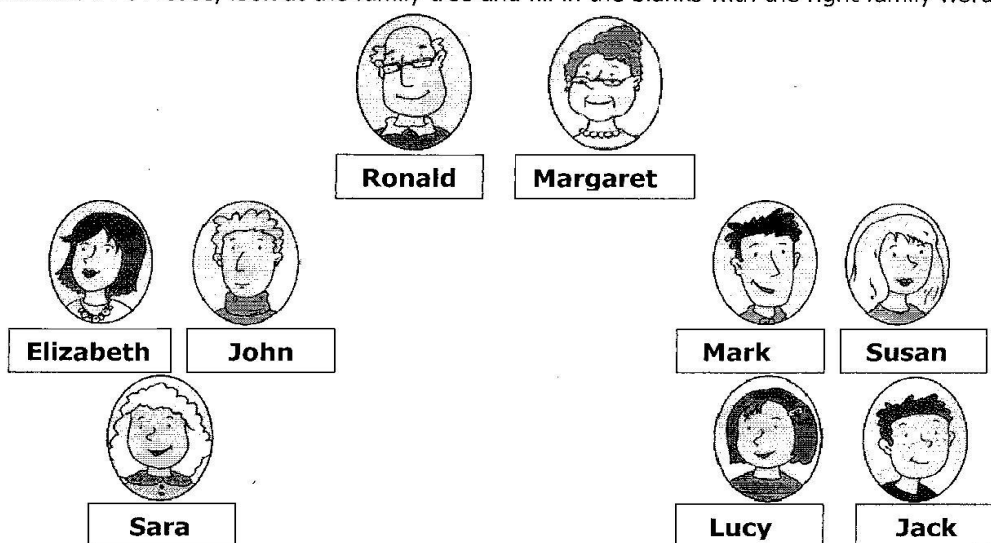 look at the family tree and fill in the blanks with the right family
Ronald Margaret
Elizabeth John Mark Susan
Sara Lucy Jack